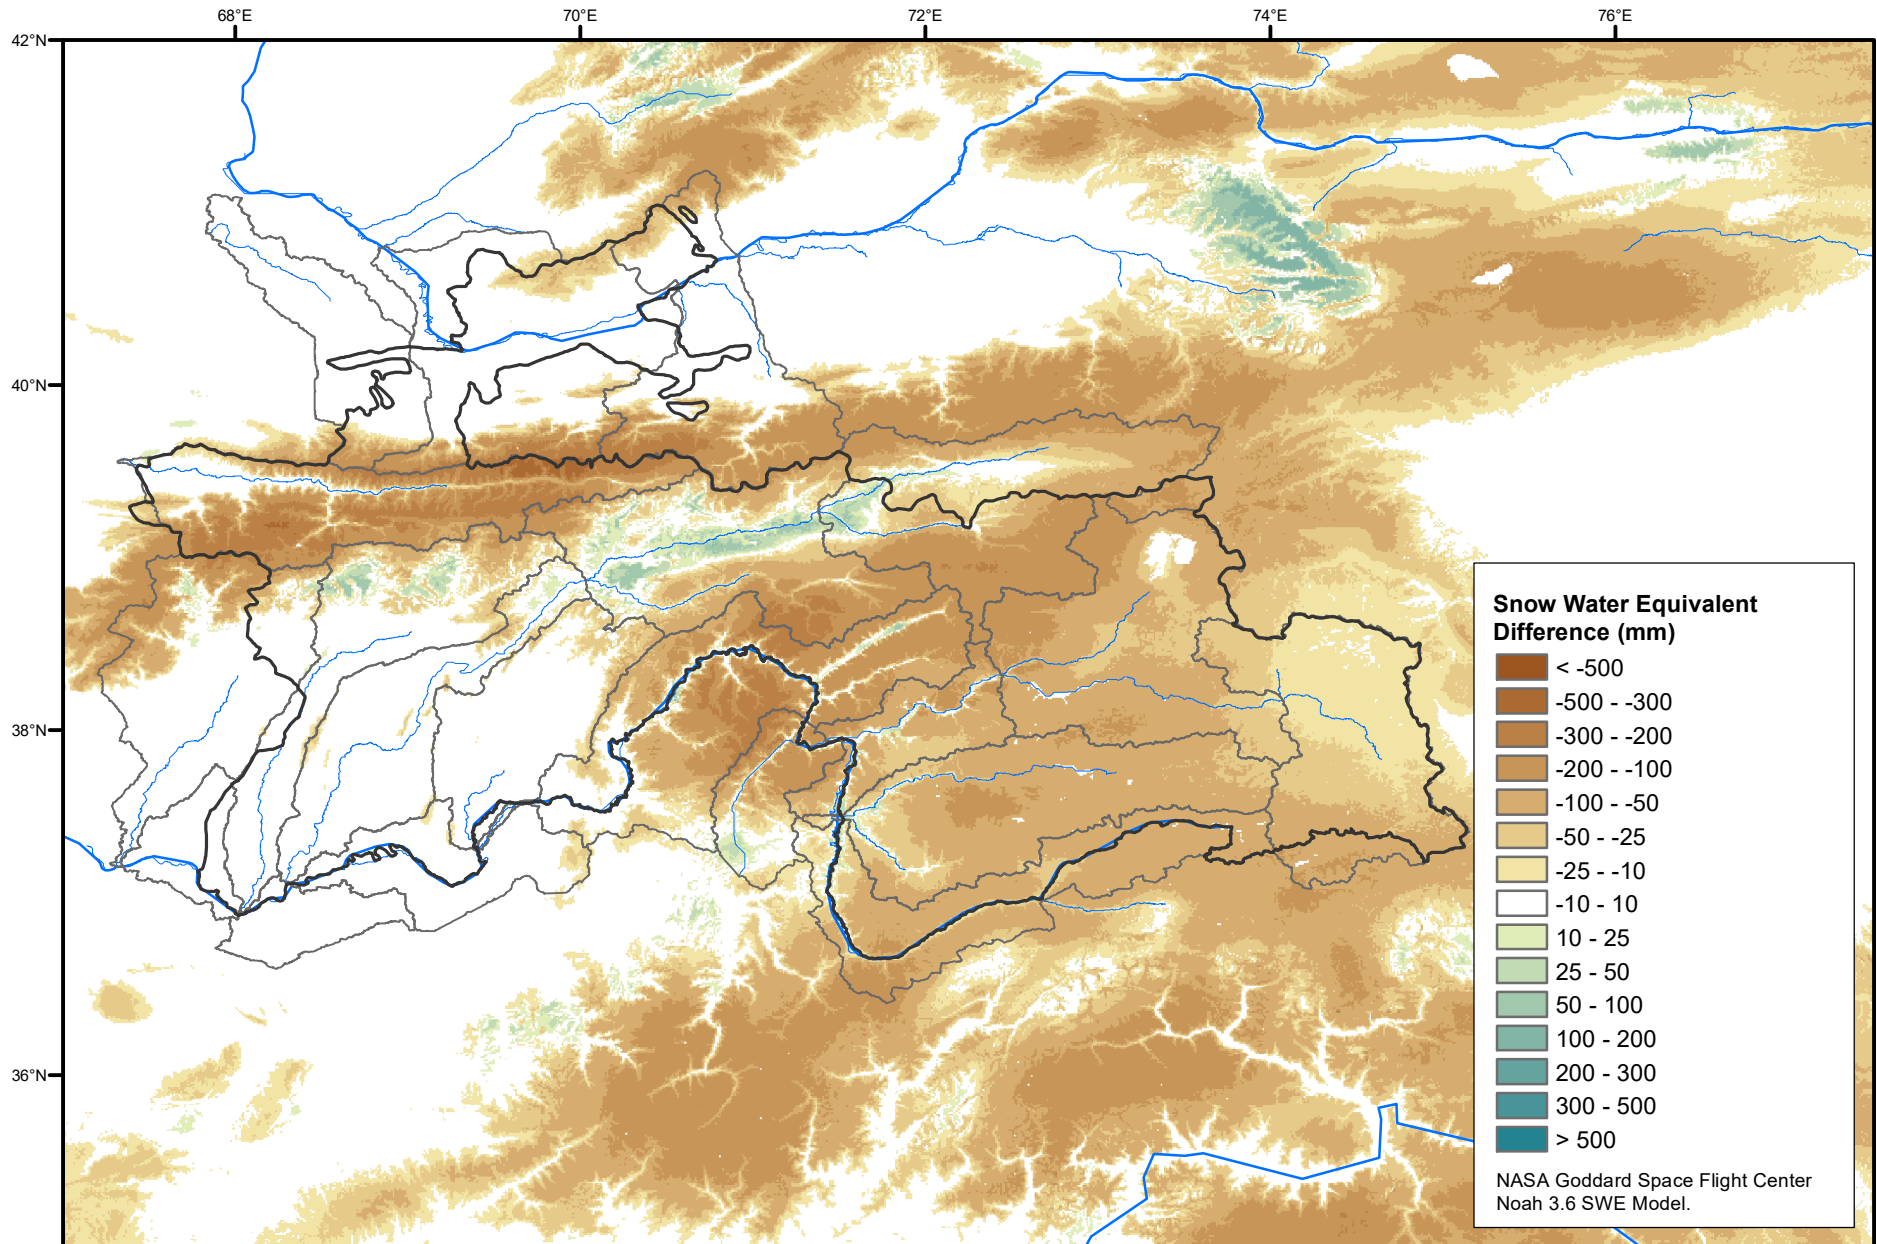 68°E 70°E 72°E 74°E 76°E
42°N
40°N
38°N
36°N
Snow Water Equivalent
Difference (mm)
< -500
-500 - -300
-300 - -200
-200 - -100
-100 - -50
-50 - -25
-25 - -10
-10 - 10
10 - 25
25 - 50
50 - 100
100 - 200
200 - 300
300 - 500
> 500
NASA Goddard Space Flight Center
Noah 3.6 SWE Model.